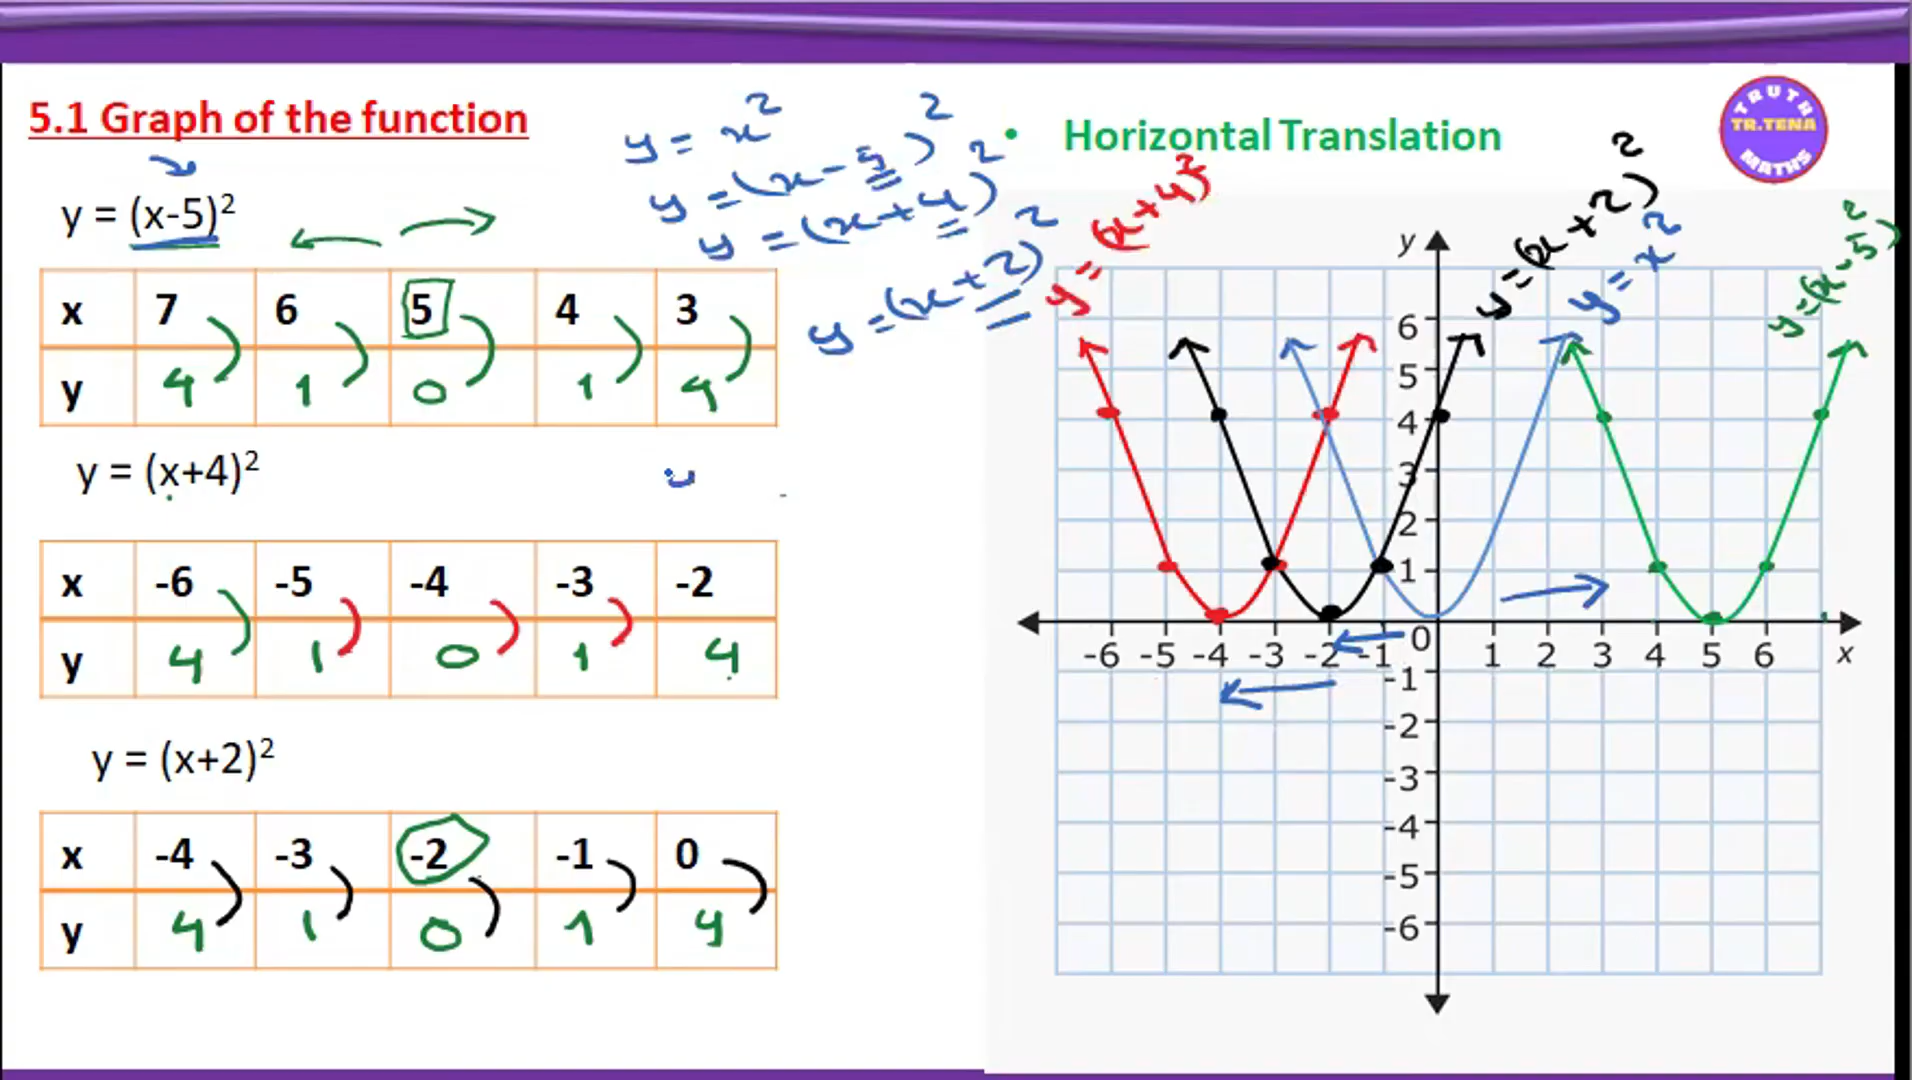 5.1 Graph of the function
y = (x-5)²
x 7 6 5 4 3
y 4 1 0 1 4
y = (x+4)²
x -6 -5 -4 -3 -2
y 4 1 0 1 4
y = (x+2)²
x -4 -3 -2 -1 0
y 4 1 0 1 4
y = x²
y = (x-5)²
y = (x+4)²
y = (x+2)²
• Horizontal Translation
TRUTH
TR.TENA
MATHS
y = (x+4)²
y = (x+2)²
y = x²
y = (x-5)²
y
6
5
4
3
2
1
0
-6 -5 -4 -3 -2 -1 1 2 3 4 5 6 x
-1
-2
-3
-4
-5
-6